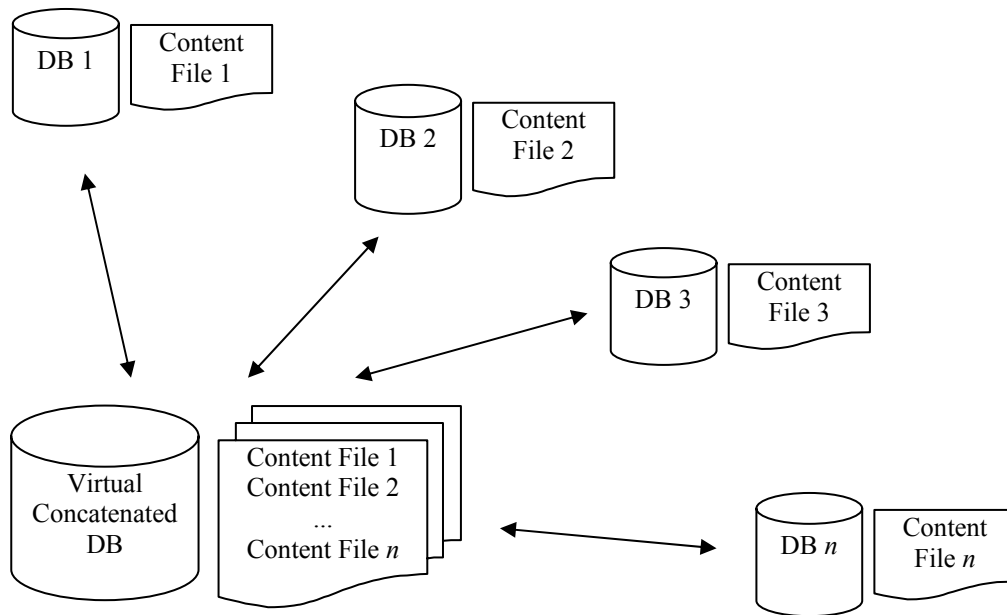 DB 1
Content
File 1
DB 2
Content
File 2
DB 3
Content
File 3
Virtual
Concatenated
DB
Content File 1
Content File 2
...
Content File n
DB n
Content
File n